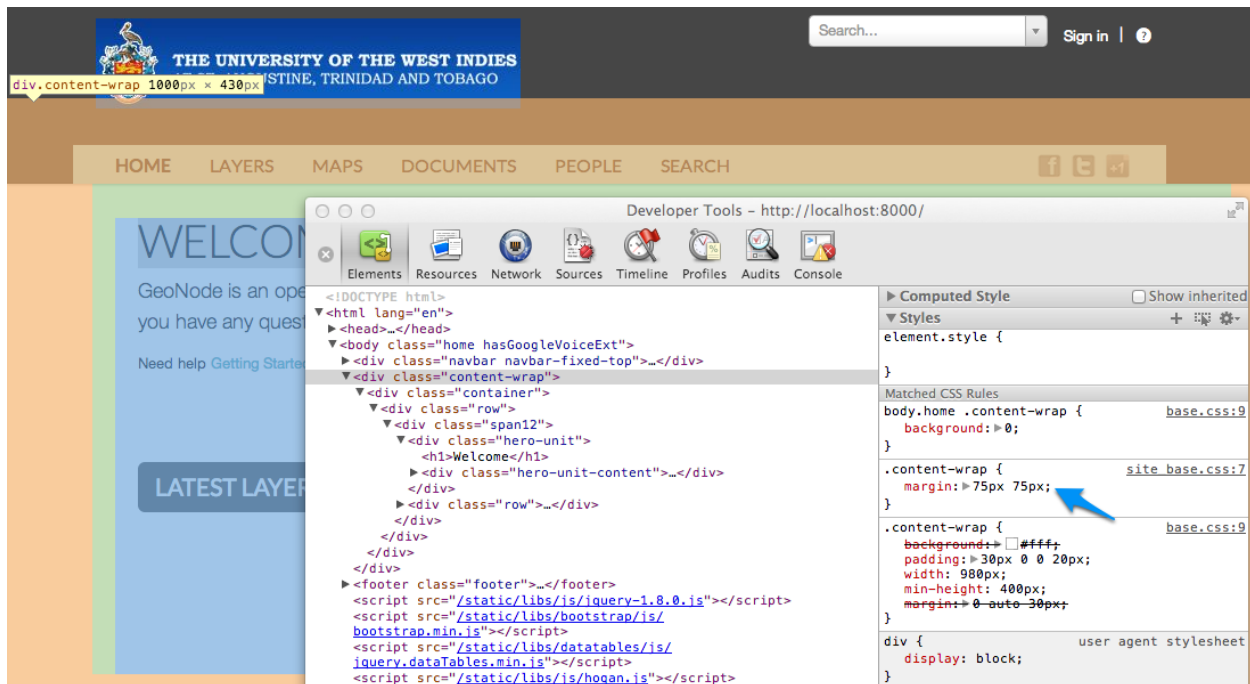 Search...
Sign in | ?
THE UNIVERSITY OF THE WEST INDIES
STINE, TRINIDAD AND TOBAGO
div.content-wrap 1000px × 430px
HOME LAYERS MAPS DOCUMENTS PEOPLE SEARCH
f t +1
WELCO
GeoNode is an ope
you have any quest
Need help Getting Starte
LATEST LAYER
Developer Tools - http://localhost:8000/
Elements Resources Network Sources Timeline Profiles Audits Console
<!DOCTYPE html>
▼<html lang="en">
▶<head>…</head>
▼<body class="home hasGoogleVoiceExt">
▶<div class="navbar navbar-fixed-top">…</div>
▼<div class="content-wrap">
▼<div class="container">
▼<div class="row">
▼<div class="span12">
▼<div class="hero-unit">
<h1>Welcome</h1>
▶<div class="hero-unit-content">…</div>
</div>
▶<div class="row">…</div>
</div>
</div>
</div>
</div>
▶<footer class="footer">…</footer>
<script src="/static/libs/js/jquery-1.8.0.js"></script>
<script src="/static/libs/bootstrap/js/
bootstrap.min.js"></script>
<script src="/static/libs/datatables/js/
jquery.dataTables.min.js"></script>
<script src="/static/libs/js/hogan.js"></script>
▶ Computed Style Show inherited
▼ Styles
element.style {
}
Matched CSS Rules
body.home .content-wrap { base.css:9
background:▶0;
}
.content-wrap { site_base.css:7
margin:▶75px 75px;
}
.content-wrap { base.css:9
background:▶#fff;
padding:▶30px 0 0 20px;
width: 980px;
min-height: 400px;
margin:▶0 auto 30px;
}
div { user agent stylesheet
display: block;
}